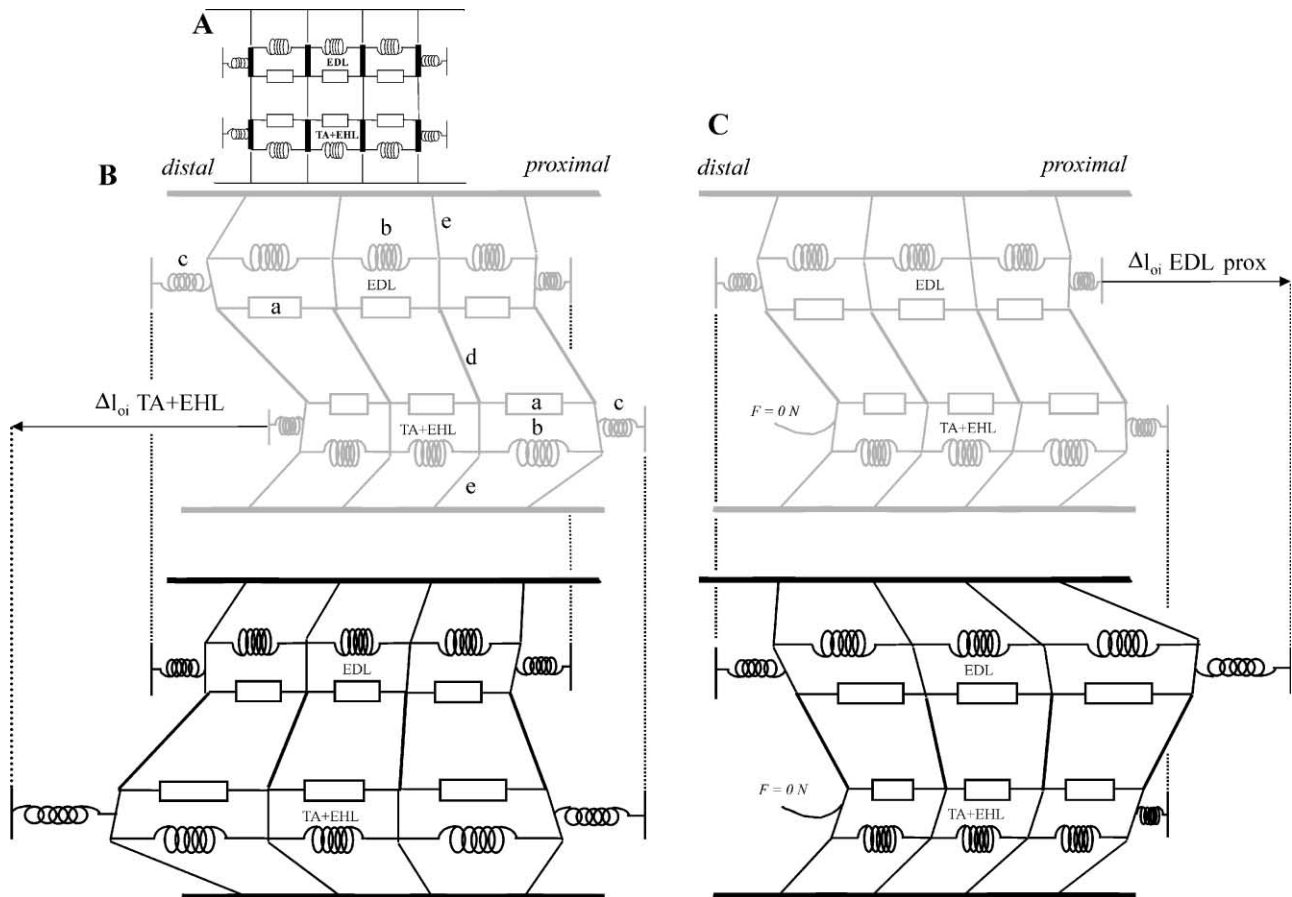 A
EDL
TA+EHL
B
distal
proximal
c
b
e
EDL
a
d
Δl_oi TA+EHL
a
c
TA+EHL
b
e
EDL
TA+EHL
C
distal
proximal
EDL
Δl_oi EDL prox
F = 0 N
TA+EHL
EDL
F = 0 N
TA+EHL